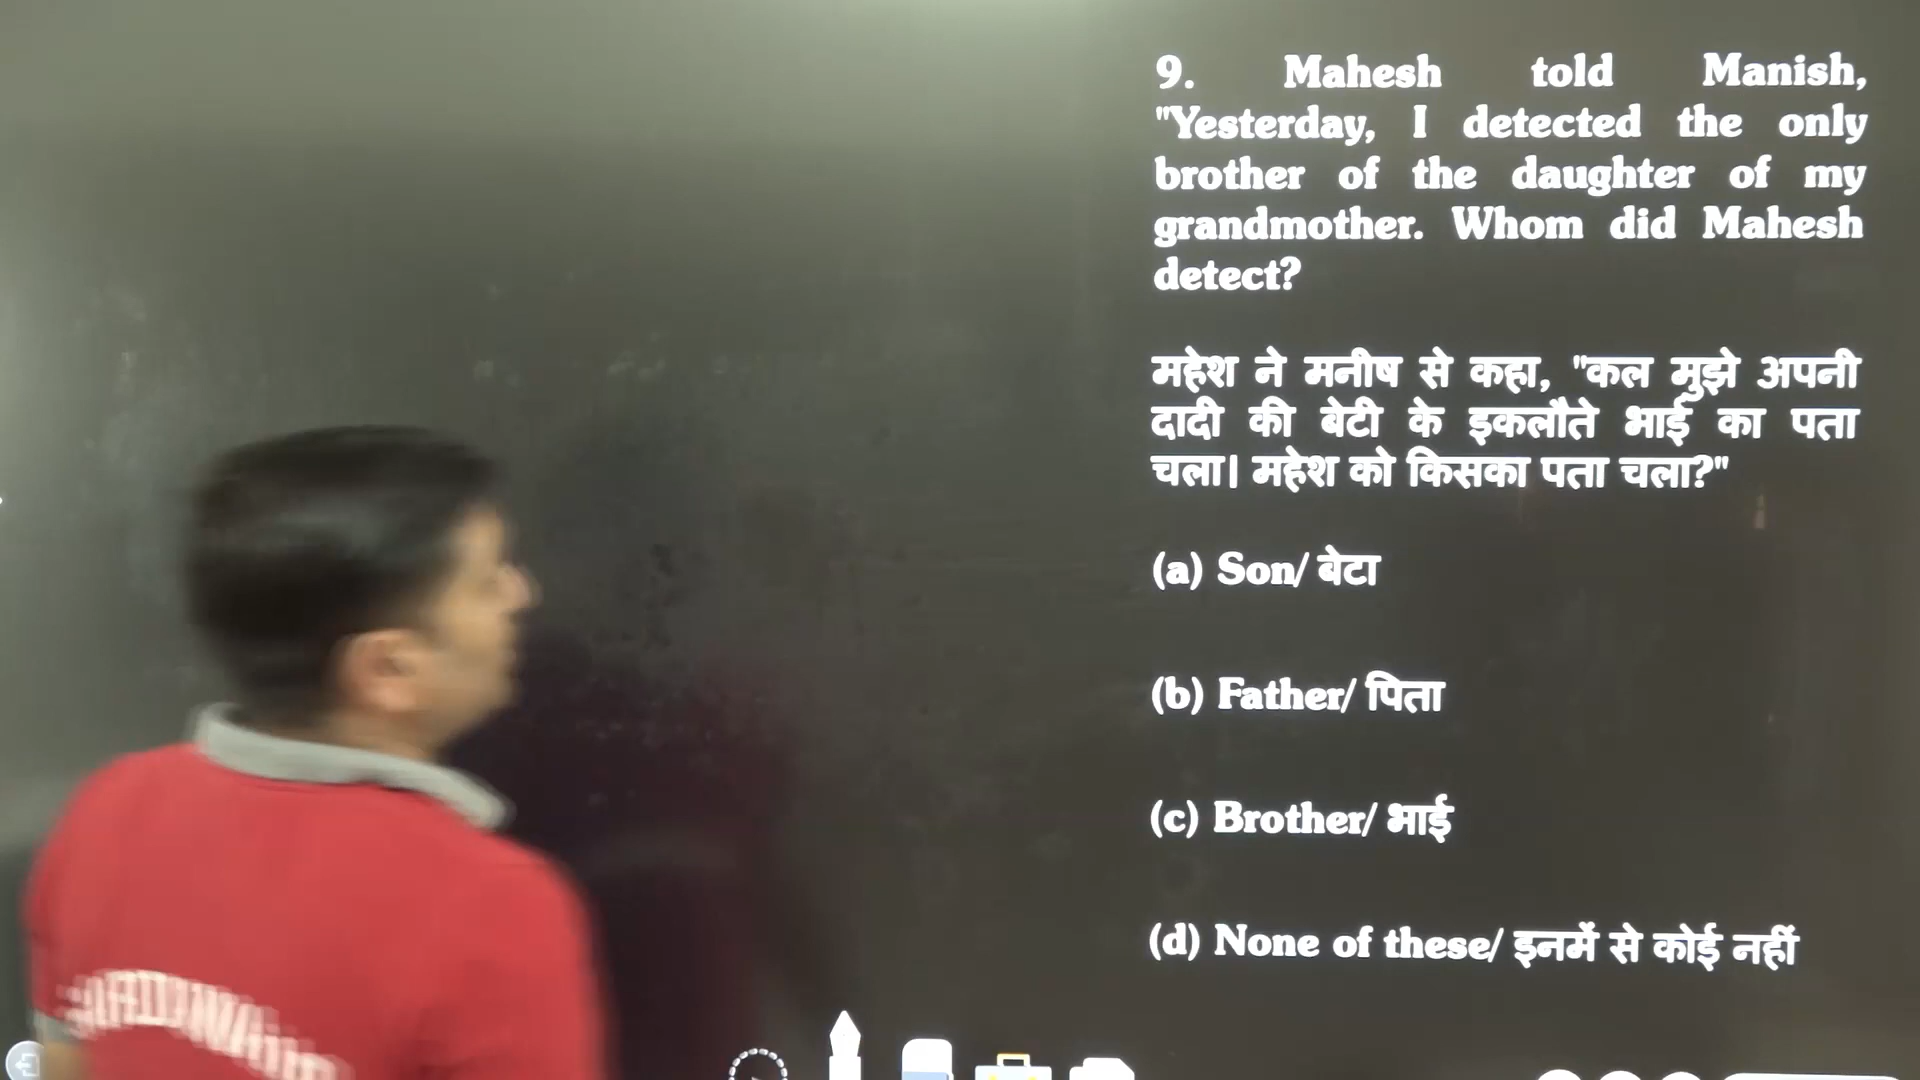 9. Mahesh told Manish,
"Yesterday, I detected the only
brother of the daughter of my
grandmother. Whom did Mahesh
detect?
महेश ने मनीष से कहा, "कल मुझे अपनी
दादी की बेटी के इकलौते भाई का पता
चला। महेश को किसका पता चला?"
(a) Son/ बेटा
(b) Father/ पिता
(c) Brother/ भाई
(d) None of these/ इनमें से कोई नहीं